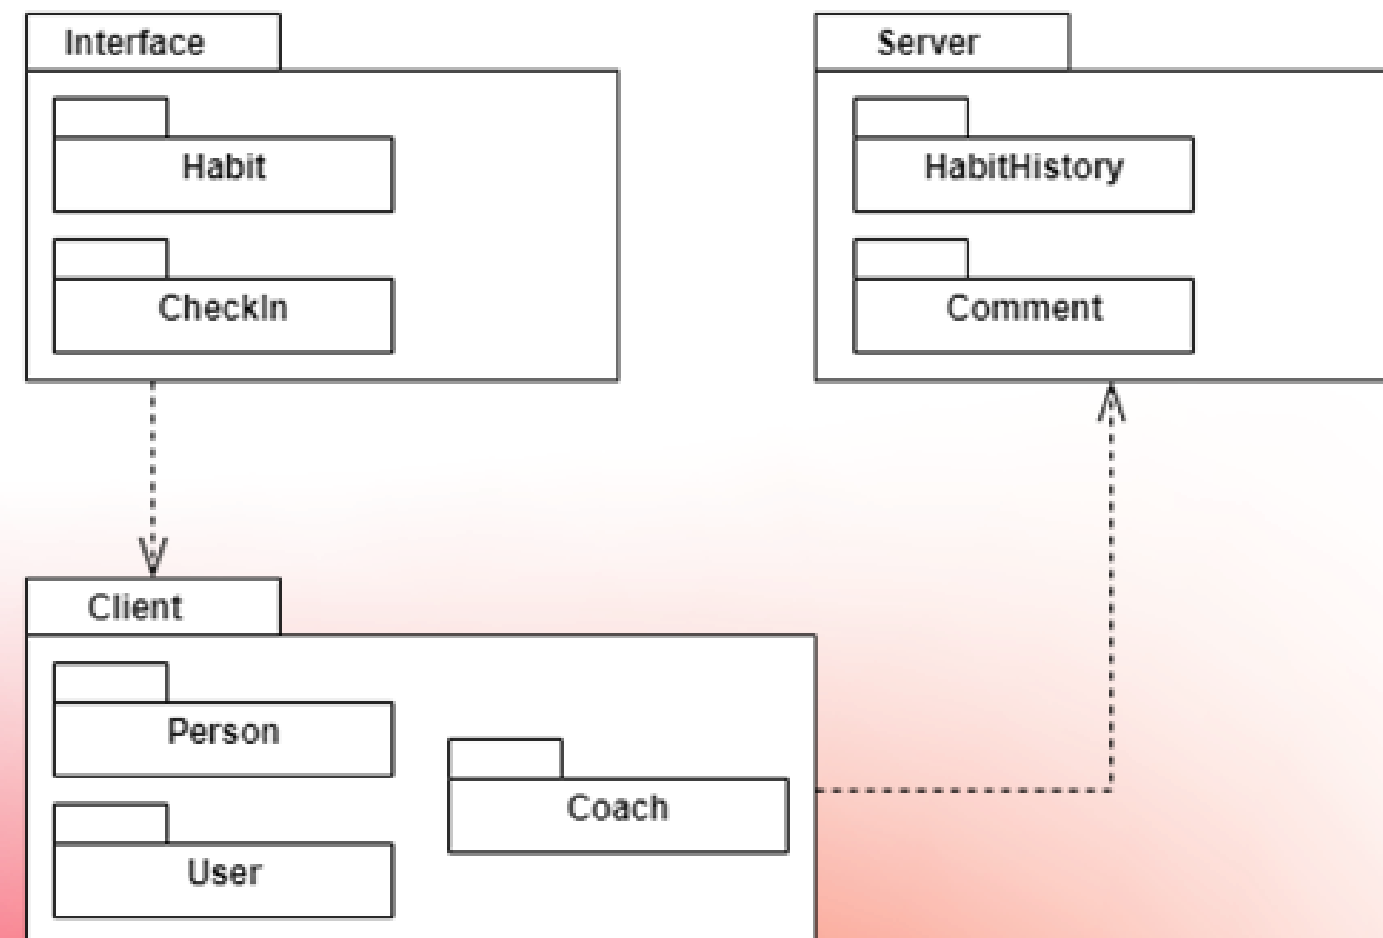 Interface
Habit
CheckIn
Server
HabitHistory
Comment
Client
Person
User
Coach